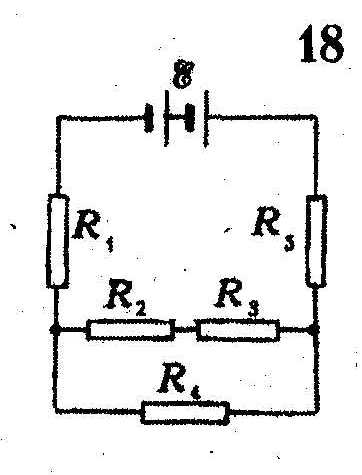 18
ℰ
R₁
R₅
R₂ R₃
R₄